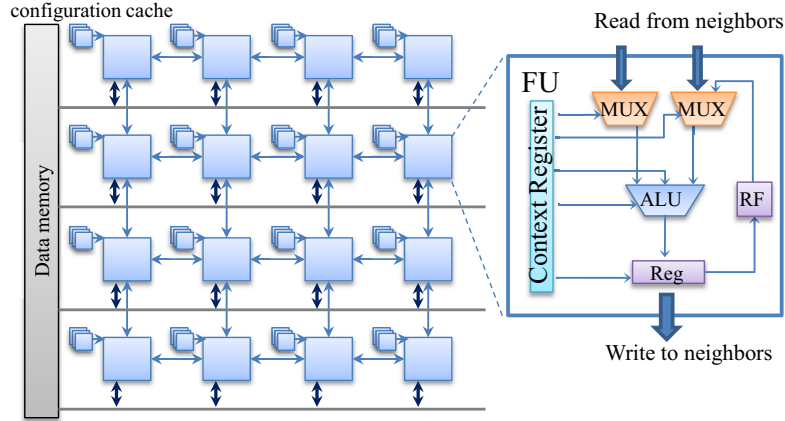 configuration cache
Data memory
Read from neighbors
FU
MUX
MUX
Context Register
ALU
RF
Reg
Write to neighbors